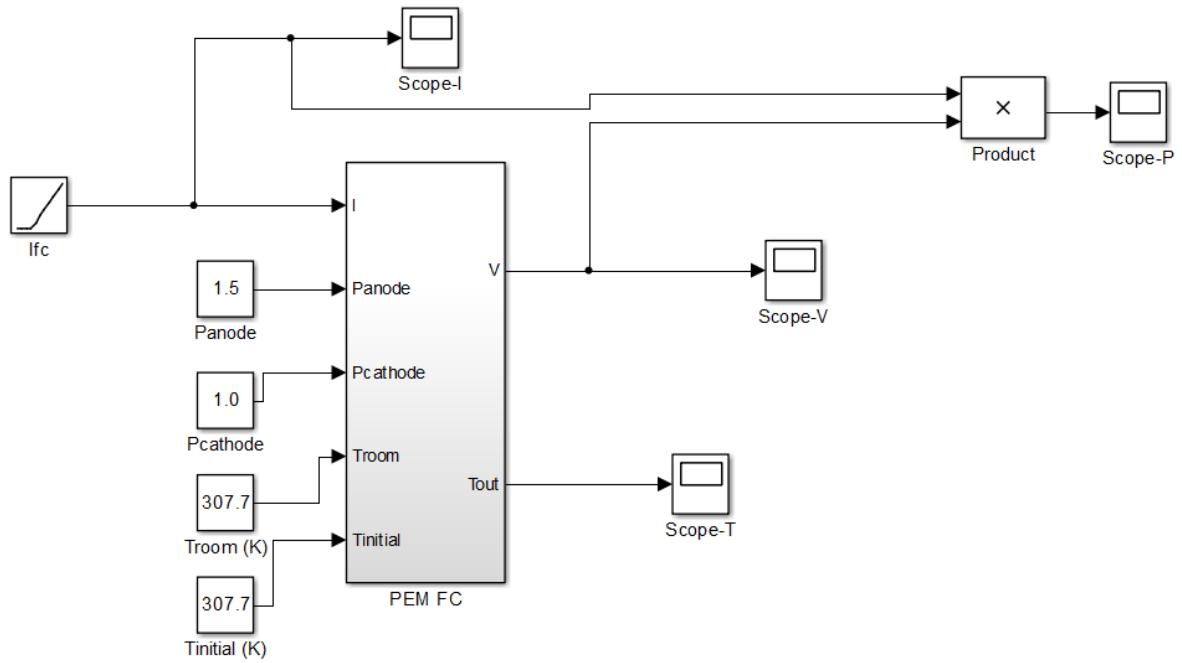 Scope-I
×
Product
Scope-P
Ifc
I
V
Scope-V
1.5
Panode
Panode
1.0
Pcathode
Pcathode
307.7
Troom
Troom (K)
Tout
Scope-T
307.7
Tinitial
Tinitial (K)
PEM FC